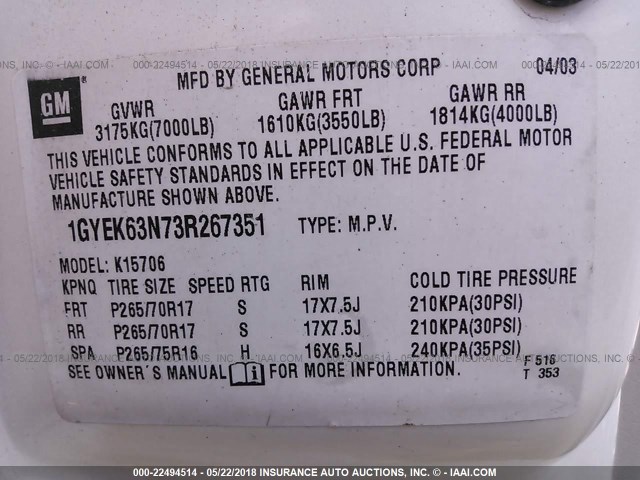 MFD BY GENERAL MOTORS CORP 04/03
GM
GVWR GAWR FRT GAWR RR
3175KG(7000LB) 1610KG(3550LB) 1814KG(4000LB)
THIS VEHICLE CONFORMS TO ALL APPLICABLE U.S. FEDERAL MOTOR
VEHICLE SAFETY STANDARDS IN EFFECT ON THE DATE OF
MANUFACTURE SHOWN ABOVE.
1GYEK63N73R267351 TYPE: M.P.V.
MODEL: K15706
KPNQ TIRE SIZE SPEED RTG RIM COLD TIRE PRESSURE
FRT P265/70R17 S 17X7.5J 210KPA(30PSI)
RR P265/70R17 S 17X7.5J 210KPA(30PSI)
SPA P265/75R16 H 16X6.5J 240KPA(35PSI)
SEE OWNER'S MANUAL FOR MORE INFORMATION.
F 516
T 353
000-22494514 - 05/22/2018 INSURANCE AUTO AUCTIONS, INC. - IAAI.COM